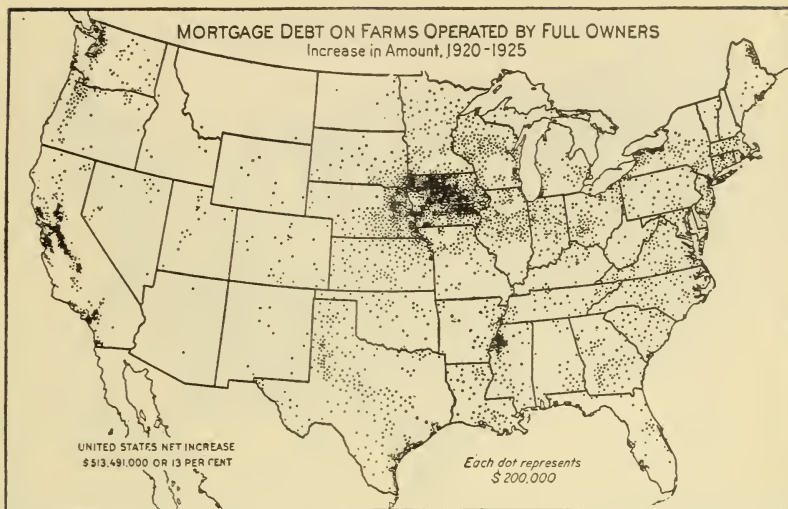 MORTGAGE DEBT ON FARMS OPERATED BY FULL OWNERS
Increase in Amount, 1920-1925
UNITED STATES NET INCREASE
$513,491,000 OR 13 PER CENT
Each dot represents
$200,000